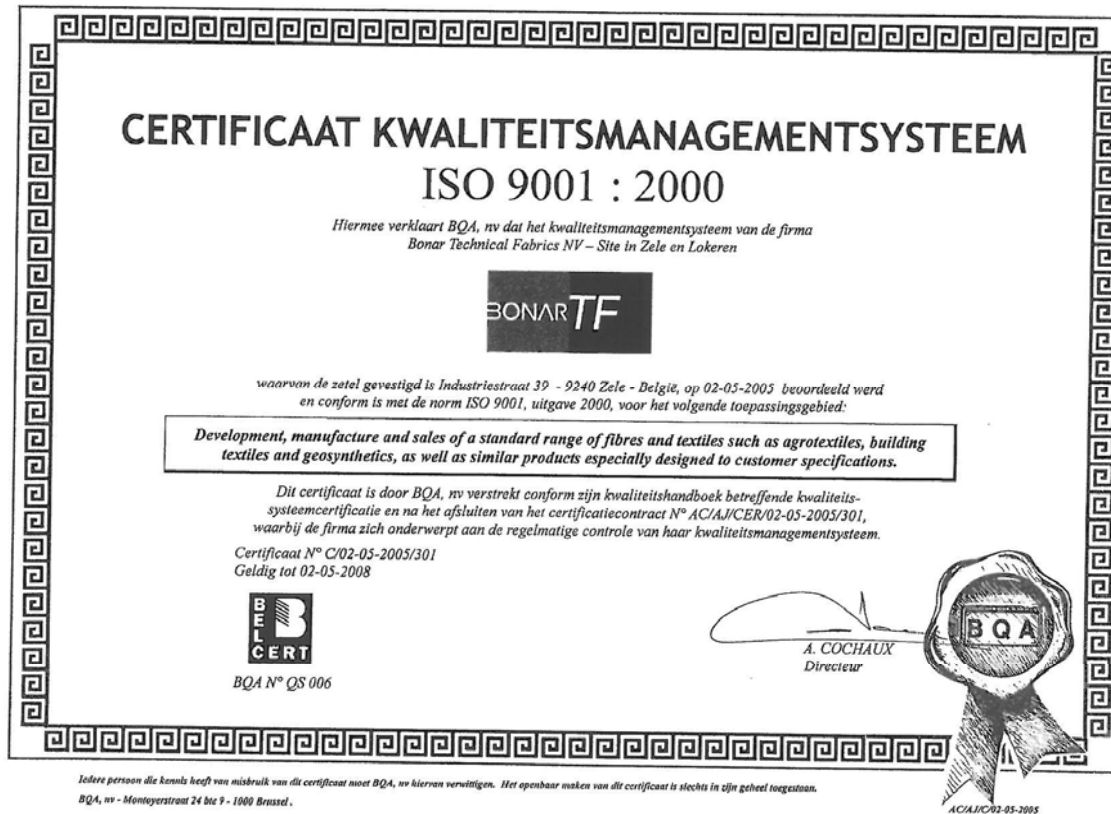 CERTIFICAAT KWALITEITSMANAGEMENTSYSTEEM
ISO 9001 : 2000
Hiermee verklaart BQA, nv dat het kwaliteitsmanagementsysteem van de firma
Bonar Technical Fabrics NV – Site in Zele en Lokeren
BONAR TF
waarvan de zetel gevestigd is Industriestraat 39 - 9240 Zele - België, op 02-05-2005 beoordeeld werd
en conform is met de norm ISO 9001, uitgave 2000, voor het volgende toepassingsgebied:
Development, manufacture and sales of a standard range of fibres and textiles such as agrotextiles, building
textiles and geosynthetics, as well as similar products especially designed to customer specifications.
Dit certificaat is door BQA, nv verstrekt conform zijn kwaliteitshandboek betreffende kwaliteits-
systeemcertificatie en na het afsluiten van het certificatiecontract N° AC/AJ/CER/02-05-2005/301,
waarbij de firma zich onderwerpt aan de regelmatige controle van haar kwaliteitsmanagementsysteem.
Certificaat N° C/02-05-2005/301
Geldig tot 02-05-2008
BELCERT
B
BQA N° QS 006
A. COCHAUX
Directeur
BQA
Iedere persoon die kennis heeft van misbruik van dit certificaat moet BQA, nv hiervan verwittigen. Het openbaar maken van dit certificaat is slechts in zijn geheel toegestaan.
BQA, nv - Montoyerstraat 24 bte 9 - 1000 Brussel .
AC/AJ/C/02-05-2005